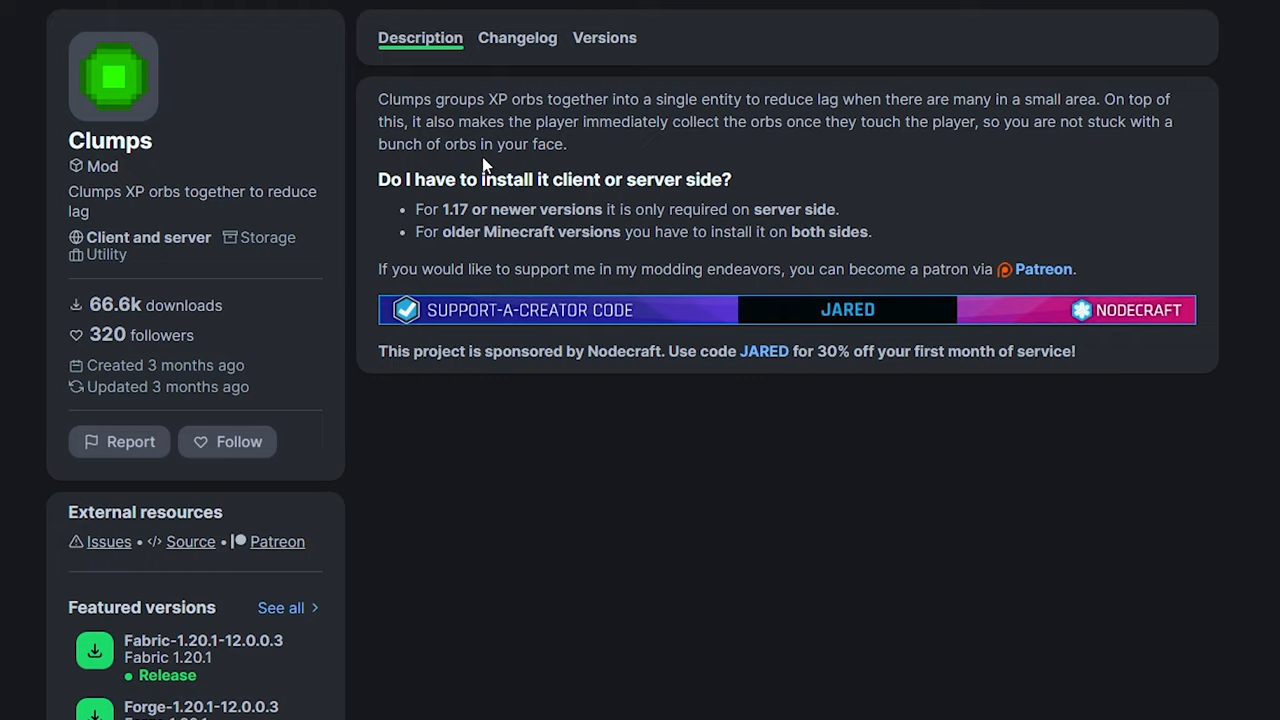 Clumps
Mod
Clumps XP orbs together to reduce
lag
Client and server Storage
Utility
66.6k downloads
320 followers
Created 3 months ago
Updated 3 months ago
Report Follow
External resources
Issues • Source • Patreon
Featured versions See all
Fabric-1.20.1-12.0.0.3
Fabric 1.20.1
• Release
Forge-1.20.1-12.0.0.3
Description Changelog Versions
Clumps groups XP orbs together into a single entity to reduce lag when there are many in a small area. On top of
this, it also makes the player immediately collect the orbs once they touch the player, so you are not stuck with a
bunch of orbs in your face.
Do I have to install it client or server side?
• For 1.17 or newer versions it is only required on server side.
• For older Minecraft versions you have to install it on both sides.
If you would like to support me in my modding endeavors, you can become a patron via Patreon.
SUPPORT-A-CREATOR CODE JARED NODECRAFT
This project is sponsored by Nodecraft. Use code JARED for 30% off your first month of service!